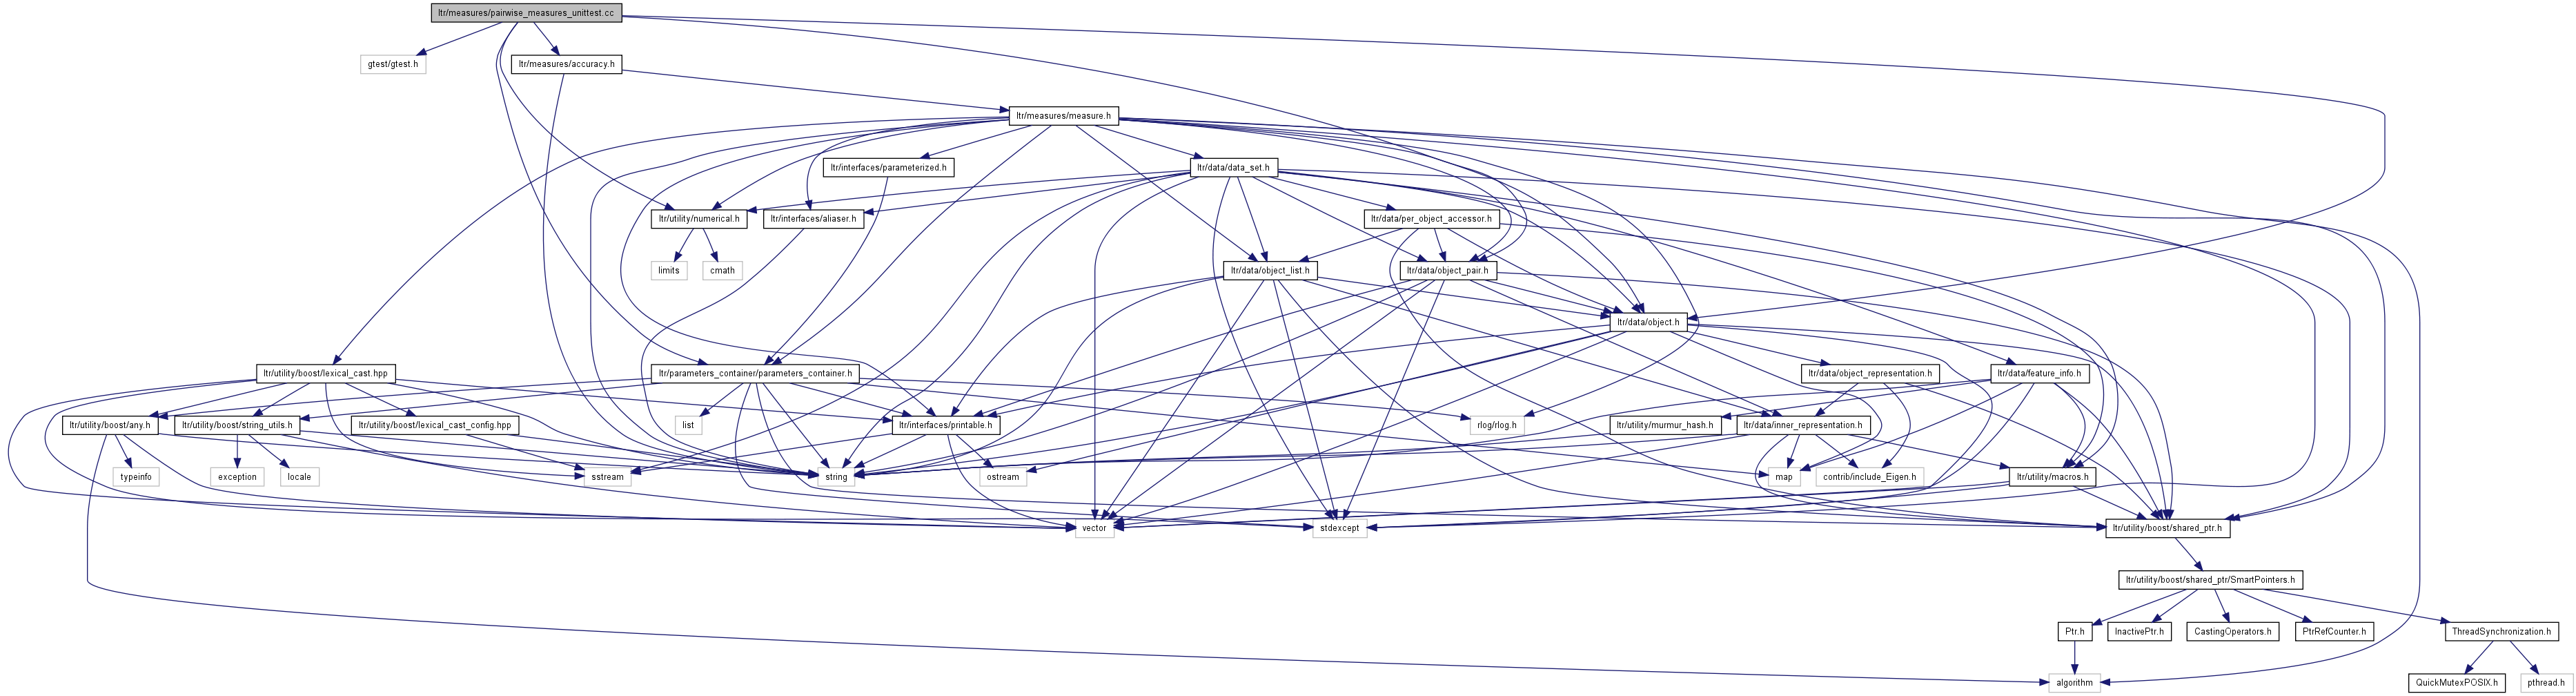 ltr/measures/pairwise_measures_unittest.cc
gtest/gtest.h
ltr/measures/accuracy.h
ltr/measures/measure.h
ltr/interfaces/parameterized.h
ltr/data/data_set.h
ltr/utility/numerical.h
ltr/interfaces/aliaser.h
ltr/data/per_object_accessor.h
limits
cmath
ltr/data/object_list.h
ltr/data/object_pair.h
ltr/data/object.h
ltr/utility/boost/lexical_cast.hpp
ltr/parameters_container/parameters_container.h
ltr/data/object_representation.h
ltr/data/feature_info.h
ltr/utility/boost/any.h
ltr/utility/boost/string_utils.h
ltr/utility/boost/lexical_cast_config.hpp
list
ltr/interfaces/printable.h
rlog/rlog.h
ltr/utility/murmur_hash.h
ltr/data/inner_representation.h
typeinfo
exception
locale
sstream
string
ostream
map
contrib/include_Eigen.h
ltr/utility/macros.h
vector
stdexcept
ltr/utility/boost/shared_ptr.h
ltr/utility/boost/shared_ptr/SmartPointers.h
Ptr.h
InactivePtr.h
CastingOperators.h
PtrRefCounter.h
ThreadSynchronization.h
algorithm
QuickMutexPOSIX.h
pthread.h